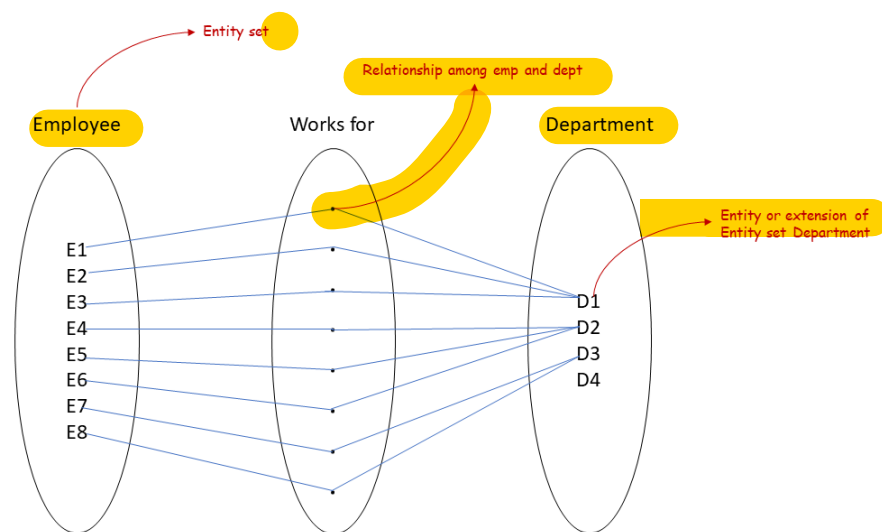 Entity set
Relationship among emp and dept
Employee
Works for
Department
Entity or extension of
Entity set Department
E1
E2
E3
E4
E5
E6
E7
E8
D1
D2
D3
D4